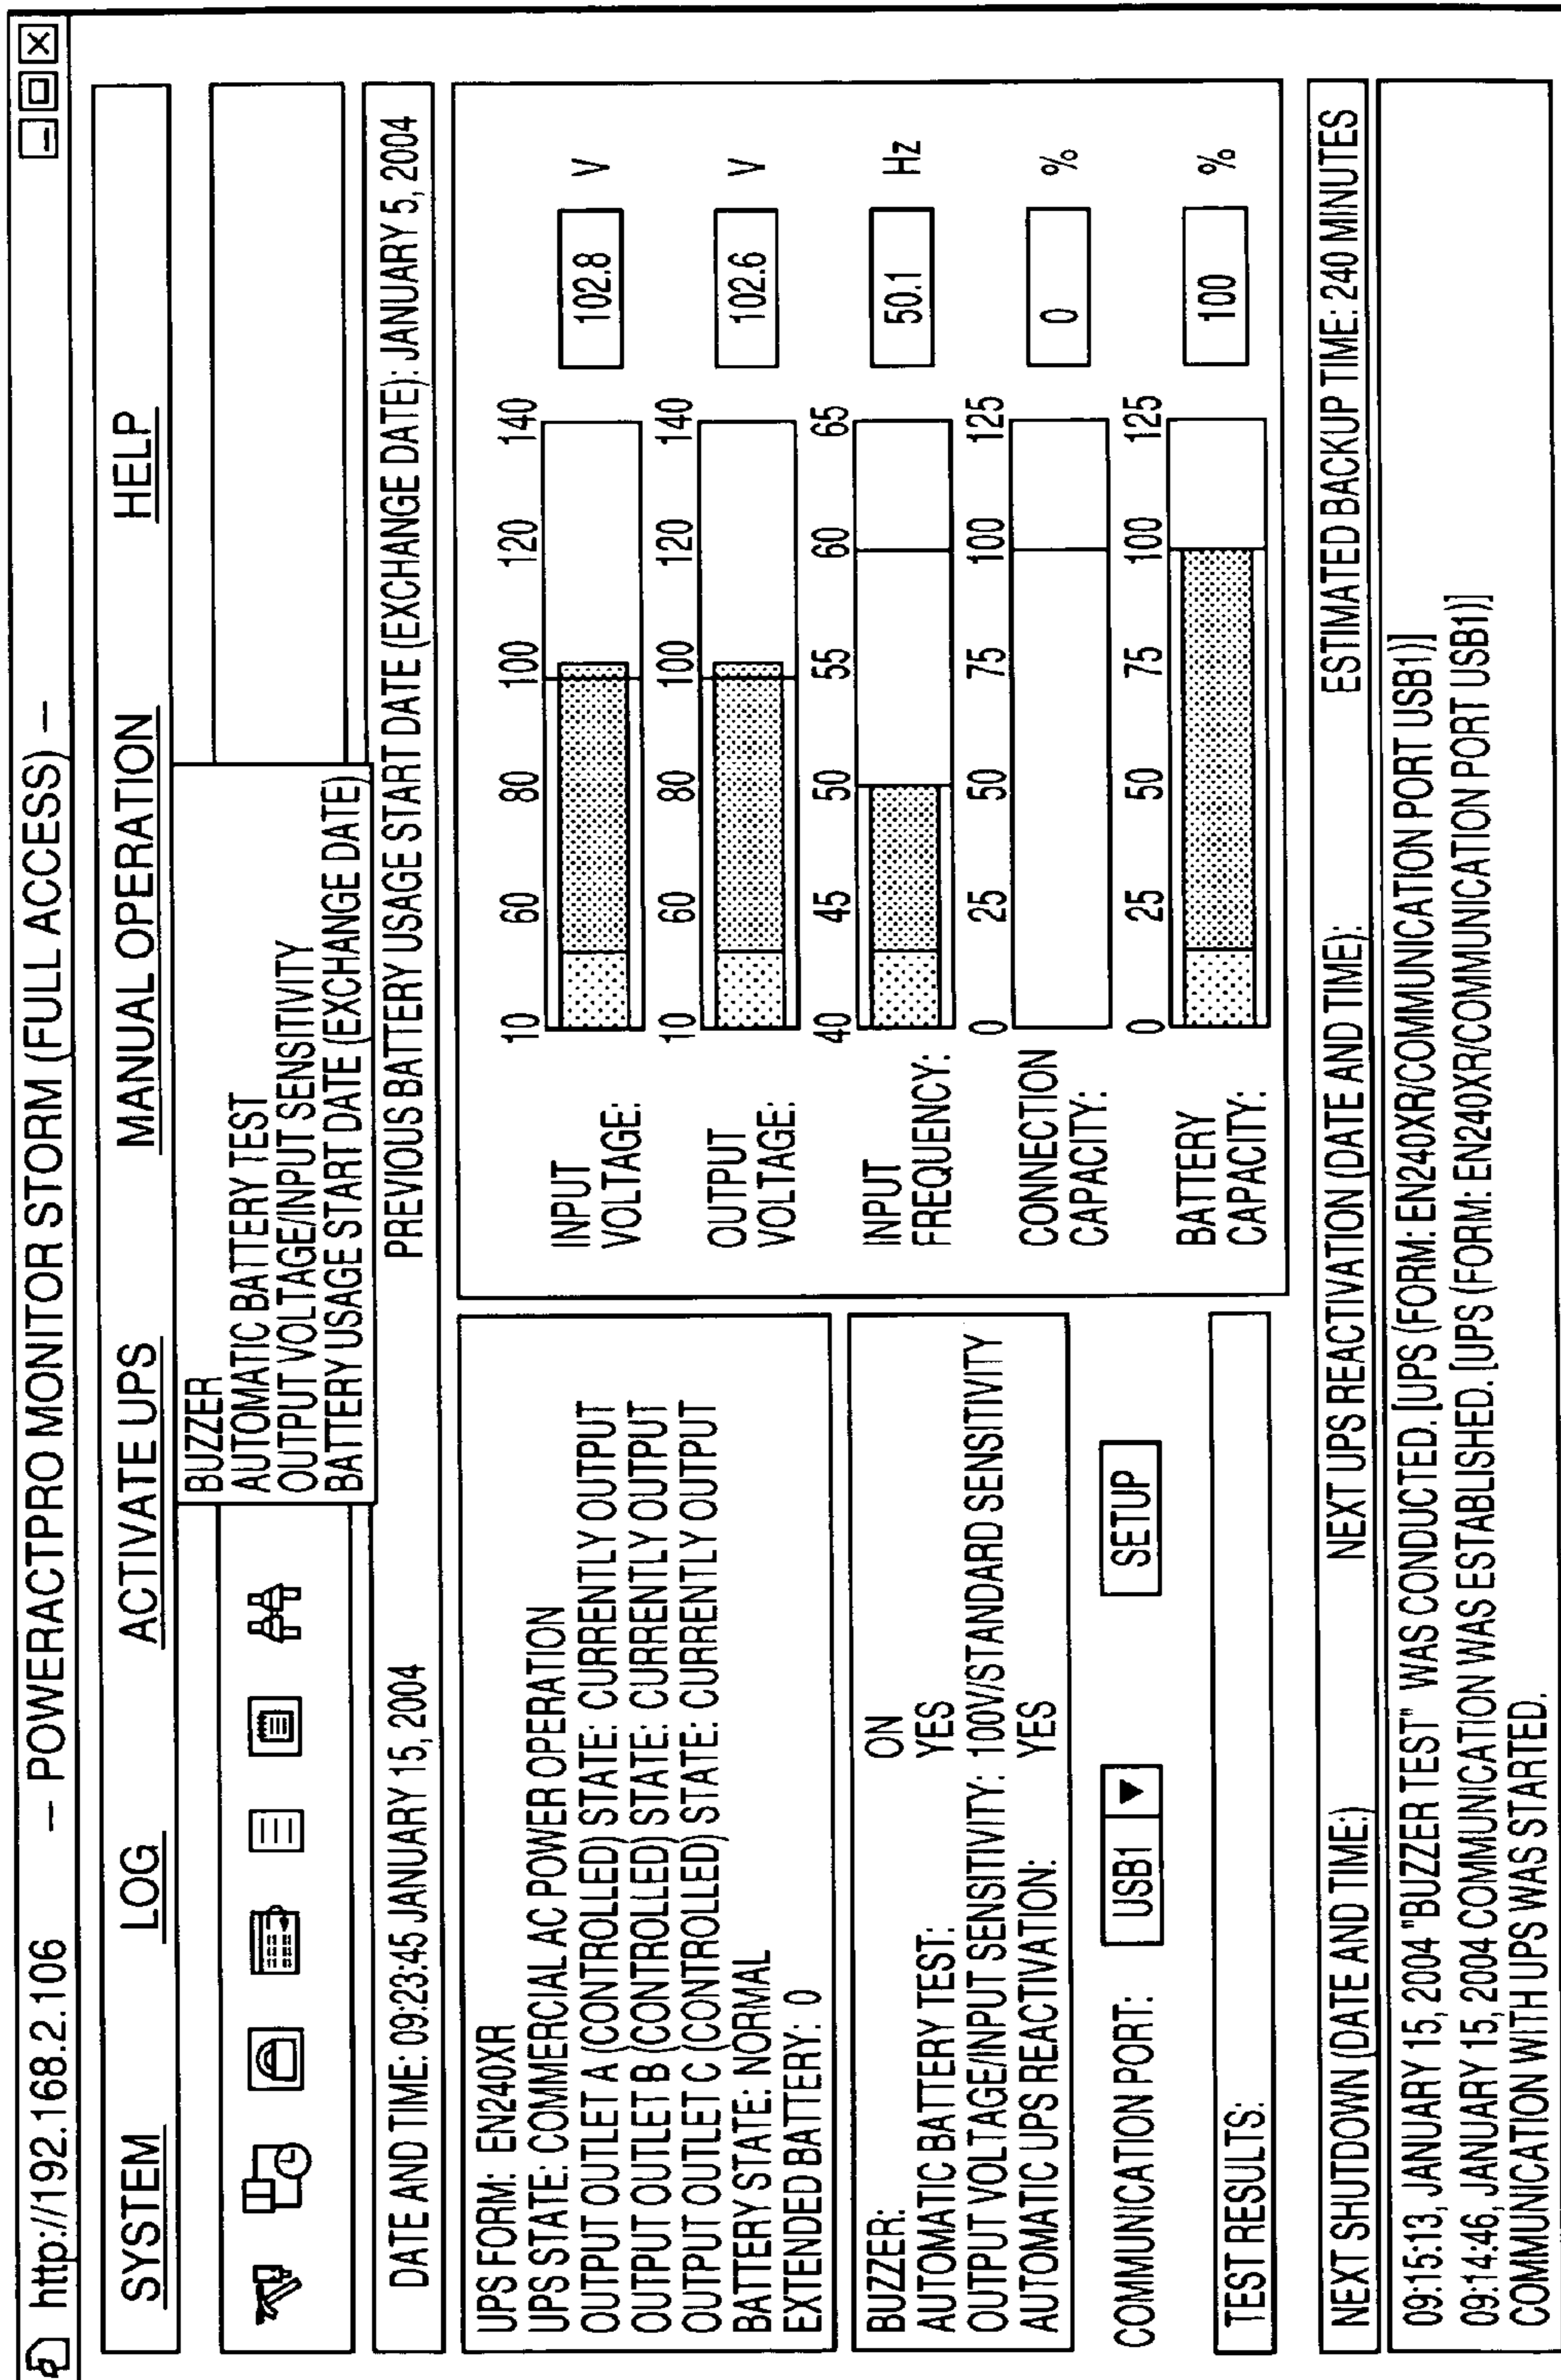 http://192.168.2.106 — POWERACTPRO MONITOR STORM (FULL ACCESS) —
SYSTEM LOG ACTIVATE UPS MANUAL OPERATION HELP
BUZZER
AUTOMATIC BATTERY TEST
OUTPUT VOLTAGE/INPUT SENSITIVITY
BATTERY USAGE START DATE (EXCHANGE DATE)
DATE AND TIME: 09:23:45 JANUARY 15, 2004 PREVIOUS BATTERY USAGE START DATE (EXCHANGE DATE): JANUARY 5, 2004
UPS FORM: EN240XR
UPS STATE: COMMERCIAL AC POWER OPERATION
OUTPUT OUTLET A (CONTROLLED) STATE: CURRENTLY OUTPUT
OUTPUT OUTLET B (CONTROLLED) STATE: CURRENTLY OUTPUT
OUTPUT OUTLET C (CONTROLLED) STATE: CURRENTLY OUTPUT
BATTERY STATE: NORMAL
EXTENDED BATTERY: 0
BUZZER: ON
AUTOMATIC BATTERY TEST: YES
OUTPUT VOLTAGE/INPUT SENSITIVITY: 100V/STANDARD SENSITIVITY
AUTOMATIC UPS REACTIVATION: YES
COMMUNICATION PORT: USB1 ▼ SETUP
TEST RESULTS:
10 60 80 100 120 140
INPUT
VOLTAGE: 102.8 V
10 60 80 100 120 140
OUTPUT
VOLTAGE: 102.6 V
40 45 50 55 60 65
INPUT
FREQUENCY: 50.1 Hz
0 25 50 75 100 125
CONNECTION
CAPACITY: 0 %
0 25 50 75 100 125
BATTERY
CAPACITY: 100 %
NEXT SHUTDOWN (DATE AND TIME:) NEXT UPS REACTIVATION (DATE AND TIME): ESTIMATED BACKUP TIME: 240 MINUTES
09:15:13, JANUARY 15, 2004 "BUZZER TEST" WAS CONDUCTED. [UPS (FORM: EN240XR/COMMUNICATION PORT USB1)]
09:14:46, JANUARY 15, 2004 COMMUNICATION WAS ESTABLISHED. [UPS (FORM: EN240XR/COMMUNICATION PORT USB1)]
COMMUNICATION WITH UPS WAS STARTED.